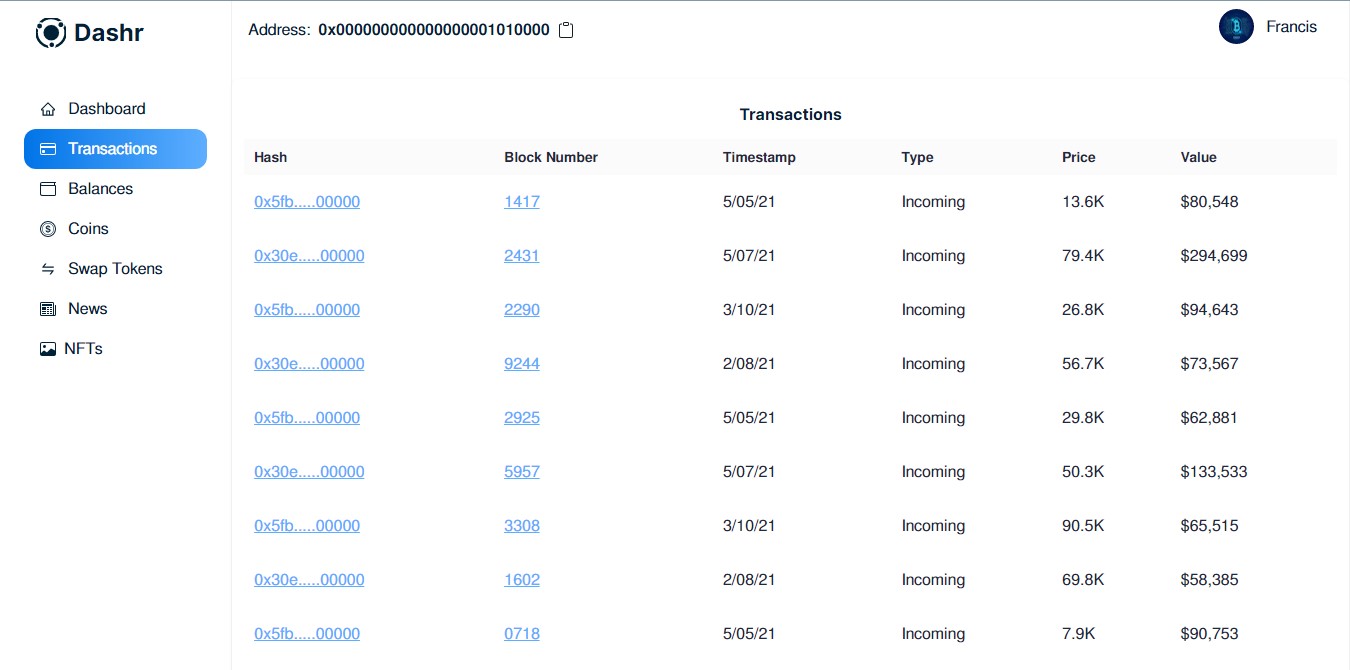 Dashr
Address: 0x000000000000000001010000
Francis
Dashboard
Transactions
Balances
Coins
Swap Tokens
News
NFTs
Transactions
Hash Block Number Timestamp Type Price Value
0x5fb.....00000 1417 5/05/21 Incoming 13.6K $80,548
0x30e.....00000 2431 5/07/21 Incoming 79.4K $294,699
0x5fb.....00000 2290 3/10/21 Incoming 26.8K $94,643
0x30e.....00000 9244 2/08/21 Incoming 56.7K $73,567
0x5fb.....00000 2925 5/05/21 Incoming 29.8K $62,881
0x30e.....00000 5957 5/07/21 Incoming 50.3K $133,533
0x5fb.....00000 3308 3/10/21 Incoming 90.5K $65,515
0x30e.....00000 1602 2/08/21 Incoming 69.8K $58,385
0x5fb.....00000 0718 5/05/21 Incoming 7.9K $90,753